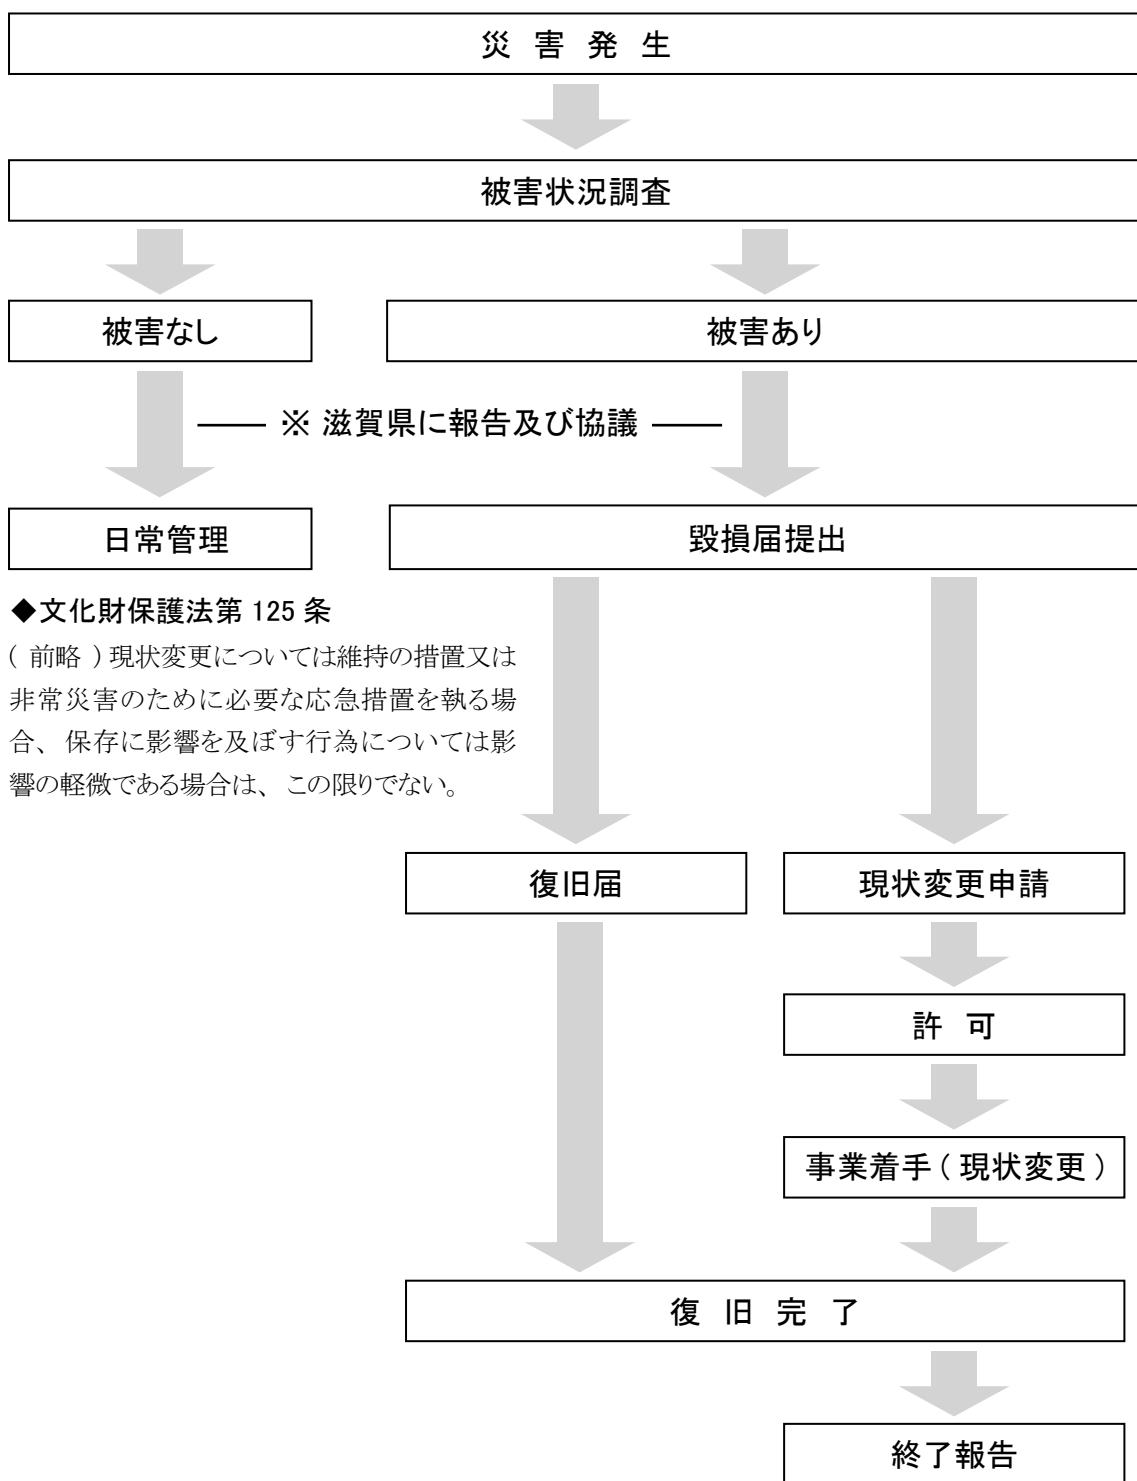 災 害 発 生
被害状況調査
被害なし
被害あり
※ 滋賀県に報告及び協議
日常管理
毀損届提出
◆文化財保護法第 125 条
( 前略 ) 現状変更については維持の措置又は
非常災害のために必要な応急措置を執る場
合、保存に影響を及ぼす行為については影
響の軽微である場合は、この限りでない。
復旧届
現状変更申請
許 可
事業着手 ( 現状変更 )
復 旧 完 了
終了報告